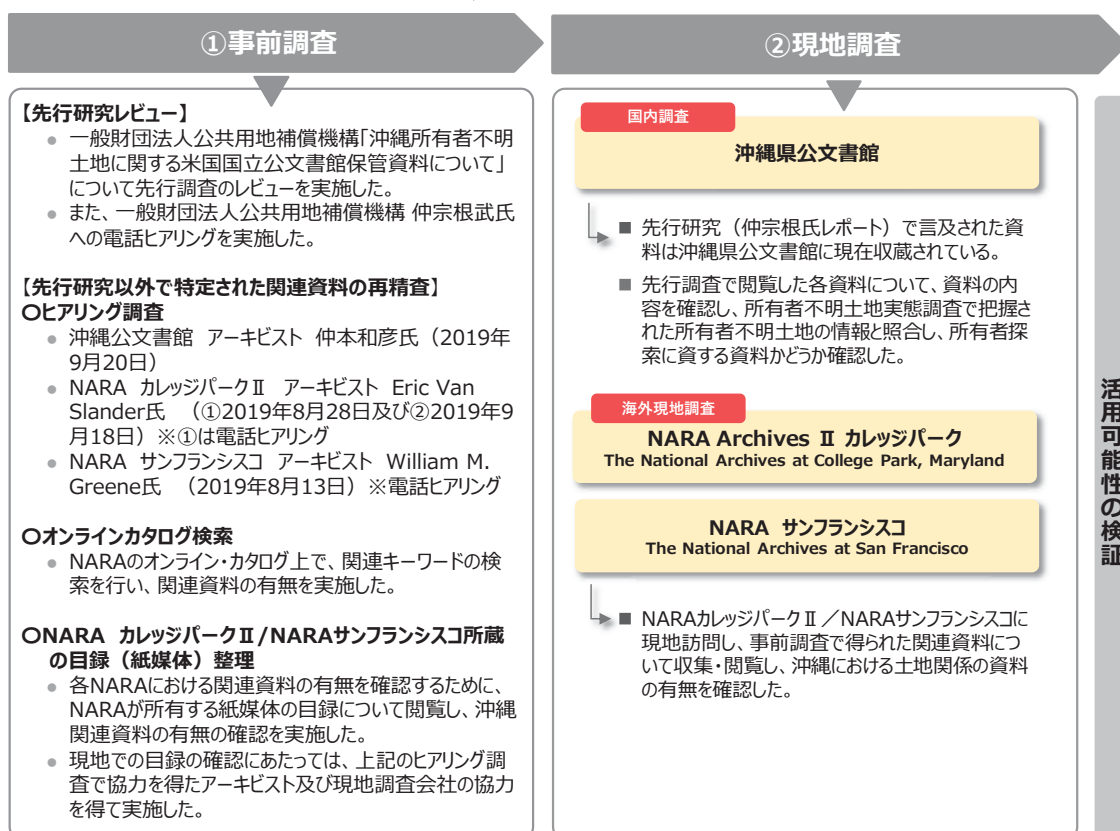 ①事前調査
【先行研究レビュー】
● 一般財団法人公共用地補償機構「沖縄所有者不明
土地に関する米国国立公文書館保管資料について」
について先行調査のレビューを実施した。
● また、一般財団法人公共用地補償機構 仲宗根武氏
への電話ヒアリングを実施した。
【先行研究以外で特定された関連資料の再精査】
〇ヒアリング調査
● 沖縄公文書館 アーキビスト 仲本和彦氏（2019年
9月20日）
● NARA カレッジパークⅡ アーキビスト Eric Van
Slander氏 （①2019年8月28日及び②2019年9
月18日）※①は電話ヒアリング
● NARA サンフランシスコ アーキビスト William M.
Greene氏 （2019年8月13日）※電話ヒアリング
〇オンラインカタログ検索
● NARAのオンライン・カタログ上で、関連キーワードの検
索を行い、関連資料の有無を実施した。
〇NARA カレッジパークⅡ/NARAサンフランシスコ所蔵
の目録（紙媒体）整理
● 各NARAにおける関連資料の有無を確認するために、
NARAが所有する紙媒体の目録について閲覧し、沖縄
関連資料の有無の確認を実施した。
● 現地での目録の確認にあたっては、上記のヒアリング調
査で協力を得たアーキビスト及び現地調査会社の協力
を得て実施した。
②現地調査
国内調査
沖縄県公文書館
■ 先行研究（仲宗根氏レポート）で言及された資
料は沖縄県公文書館に現在収蔵されている。
■ 先行調査で閲覧した各資料について、資料の内
容を確認し、所有者不明土地実態調査で把握さ
れた所有者不明土地の情報と照合し、所有者探
索に資する資料かどうか確認した。
海外現地調査
NARA Archives Ⅱ カレッジパーク
The National Archives at College Park, Maryland
NARA サンフランシスコ
The National Archives at San Francisco
■ NARAカレッジパークⅡ／NARAサンフランシスコに
現地訪問し、事前調査で得られた関連資料につ
いて収集・閲覧し、沖縄における土地関係の資料
の有無を確認した。
活用可能性の検証